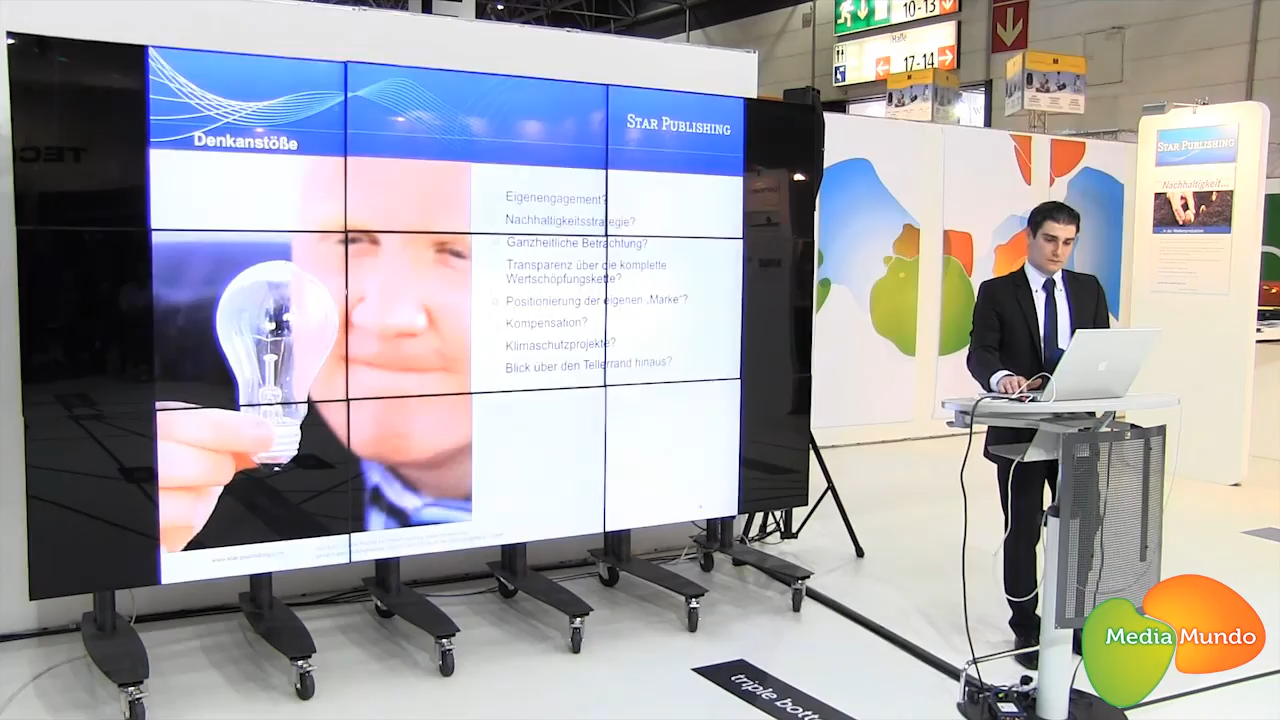 10-13
Halle
17-14
STAR PUBLISHING
Denkanstöße
Eigenengagement?
Nachhaltigkeitsstrategie?
Ganzheitliche Betrachtung?
Transparenz über die komplette
Wertschöpfungskette?
Positionierung der eigenen „Marke“?
Kompensation?
Klimaschutzprojekte?
Blick über den Tellerrand hinaus?
STAR PUBLISHING
Nachhaltigkeit...
Media Mundo
triple bott